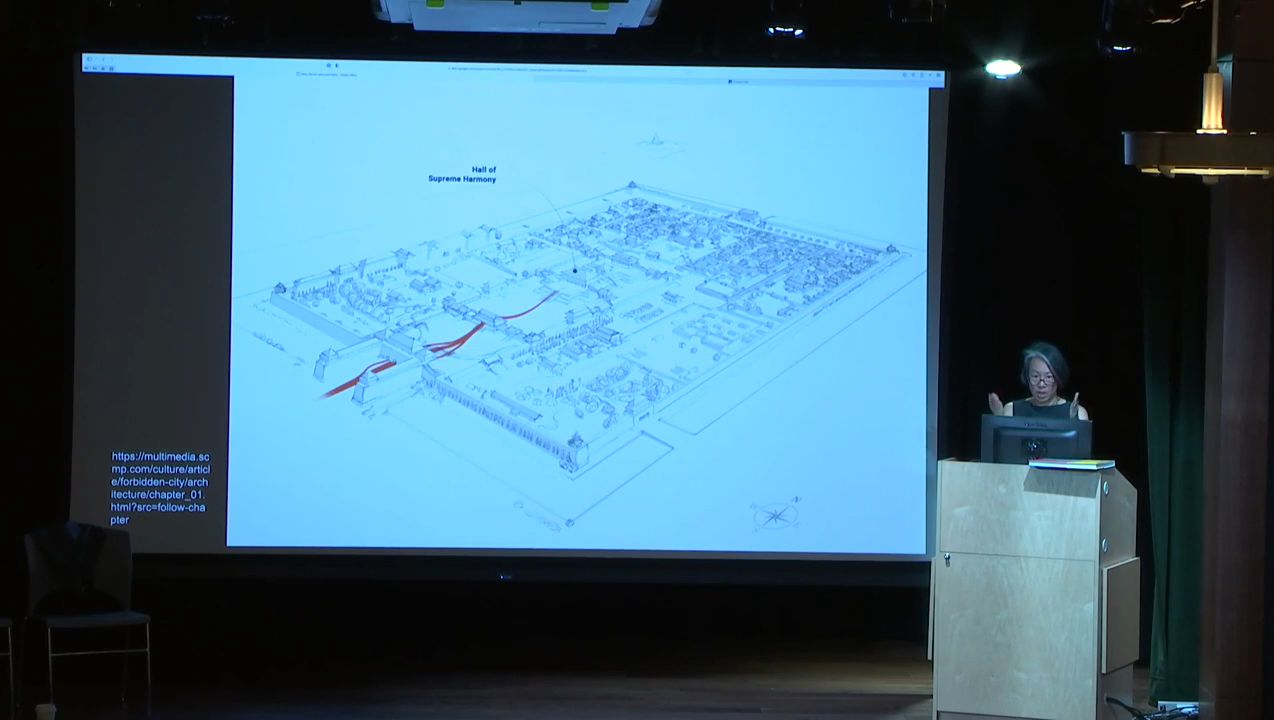 Hall of
Supreme Harmony
https://multimedia.sc
mp.com/culture/articl
e/forbidden-city/arch
itecture/chapter_01.
html?src=follow-cha
pter